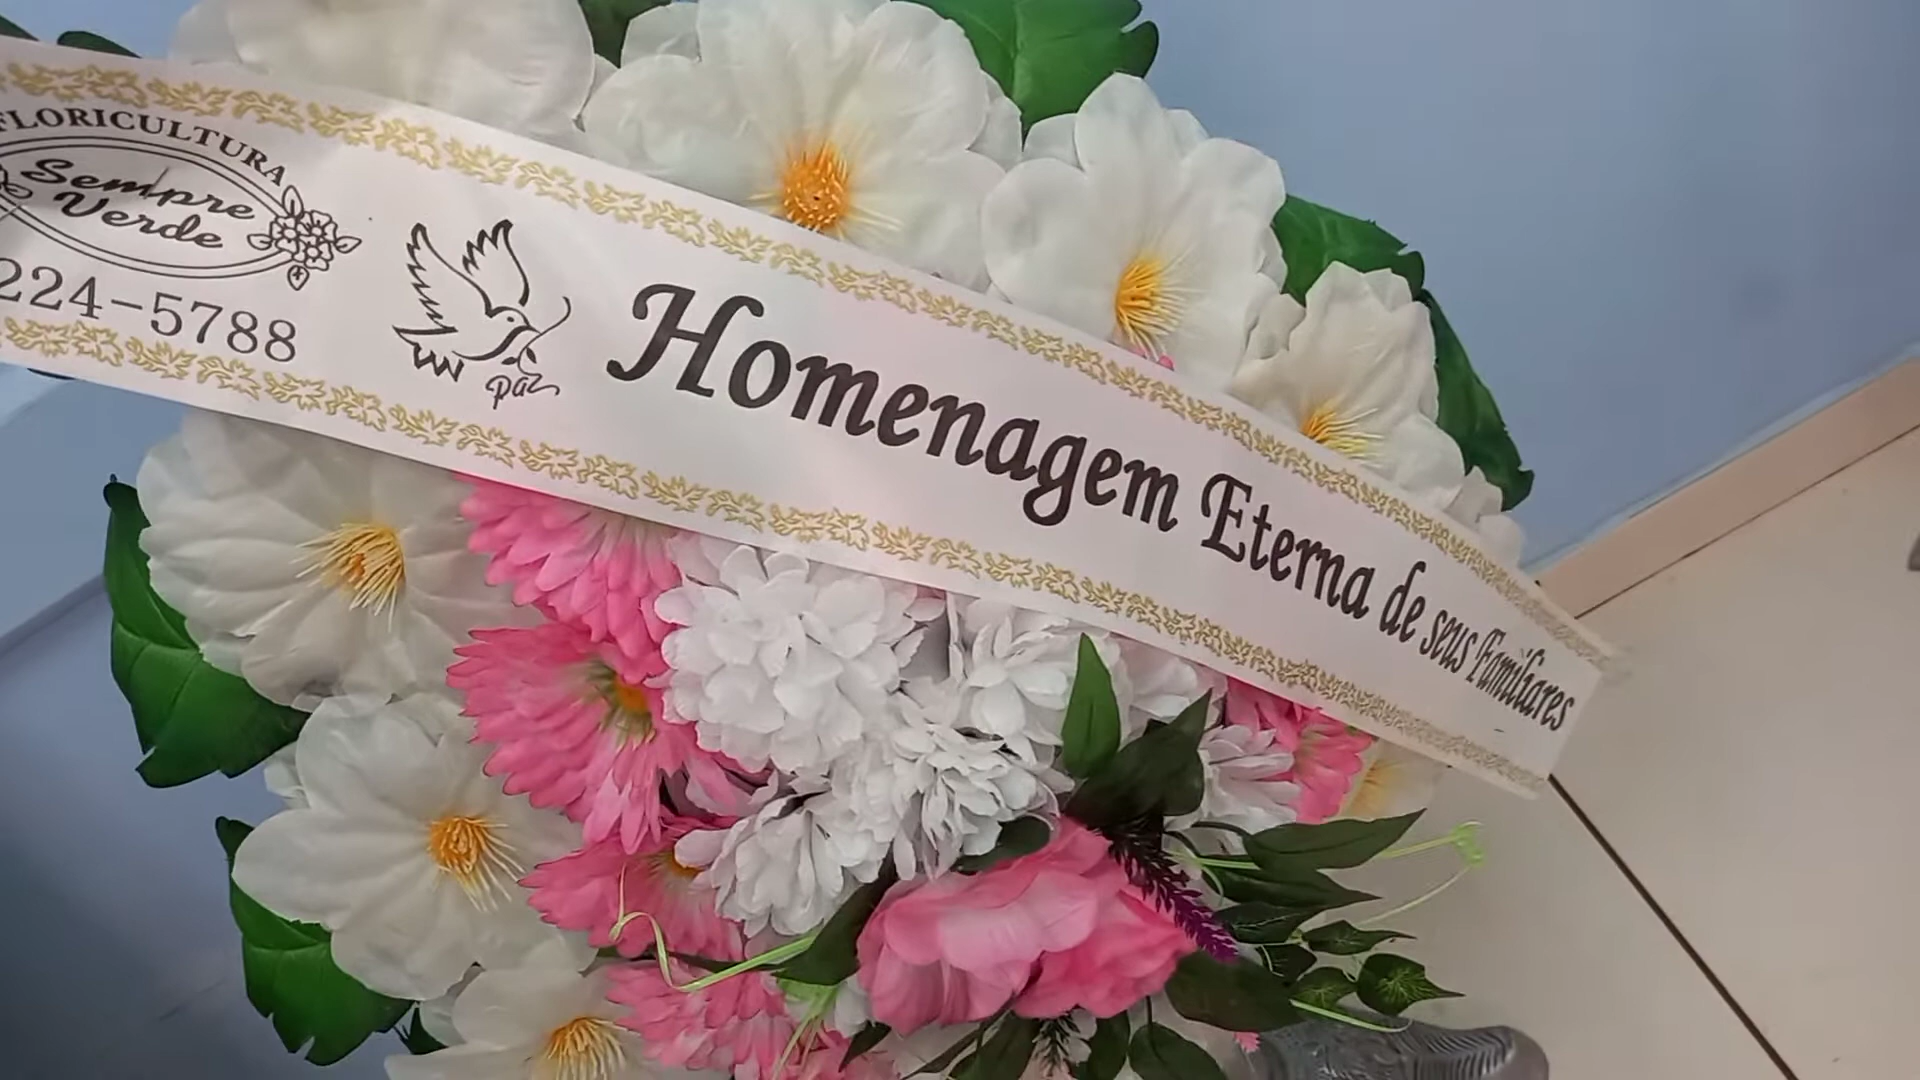 FLORICULTURA
Sempre
Verde
224-5788
paz
Homenagem Eterna de seus Familiares